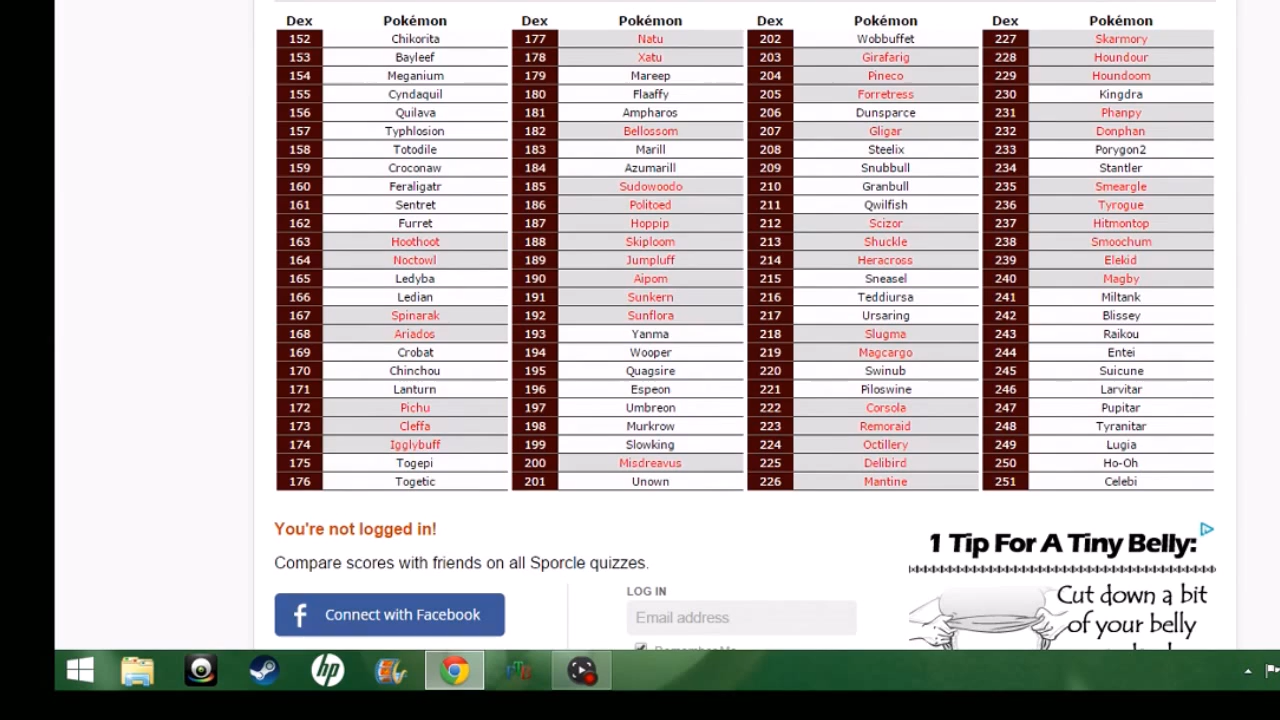 Dex Pokémon Dex Pokémon Dex Pokémon Dex Pokémon
152 Chikorita 177 Natu 202 Wobbuffet 227 Skarmory
153 Bayleef 178 Xatu 203 Girafarig 228 Houndour
154 Meganium 179 Mareep 204 Pineco 229 Houndoom
155 Cyndaquil 180 Flaaffy 205 Forretress 230 Kingdra
156 Quilava 181 Ampharos 206 Dunsparce 231 Phanpy
157 Typhlosion 182 Bellossom 207 Gligar 232 Donphan
158 Totodile 183 Marill 208 Steelix 233 Porygon2
159 Croconaw 184 Azumarill 209 Snubbull 234 Stantler
160 Feraligatr 185 Sudowoodo 210 Granbull 235 Smeargle
161 Sentret 186 Politoed 211 Qwilfish 236 Tyrogue
162 Furret 187 Hoppip 212 Scizor 237 Hitmontop
163 Hoothoot 188 Skiploom 213 Shuckle 238 Smoochum
164 Noctowl 189 Jumpluff 214 Heracross 239 Elekid
165 Ledyba 190 Aipom 215 Sneasel 240 Magby
166 Ledian 191 Sunkern 216 Teddiursa 241 Miltank
167 Spinarak 192 Sunflora 217 Ursaring 242 Blissey
168 Ariados 193 Yanma 218 Slugma 243 Raikou
169 Crobat 194 Wooper 219 Magcargo 244 Entei
170 Chinchou 195 Quagsire 220 Swinub 245 Suicune
171 Lanturn 196 Espeon 221 Piloswine 246 Larvitar
172 Pichu 197 Umbreon 222 Corsola 247 Pupitar
173 Cleffa 198 Murkrow 223 Remoraid 248 Tyranitar
174 Igglybuff 199 Slowking 224 Octillery 249 Lugia
175 Togepi 200 Misdreavus 225 Delibird 250 Ho-Oh
176 Togetic 201 Unown 226 Mantine 251 Celebi
You're not logged in!
Compare scores with friends on all Sporcle quizzes.
f Connect with Facebook
LOG IN
Email address
1 Tip For A Tiny Belly:
Cut down a bit
of your belly
hp